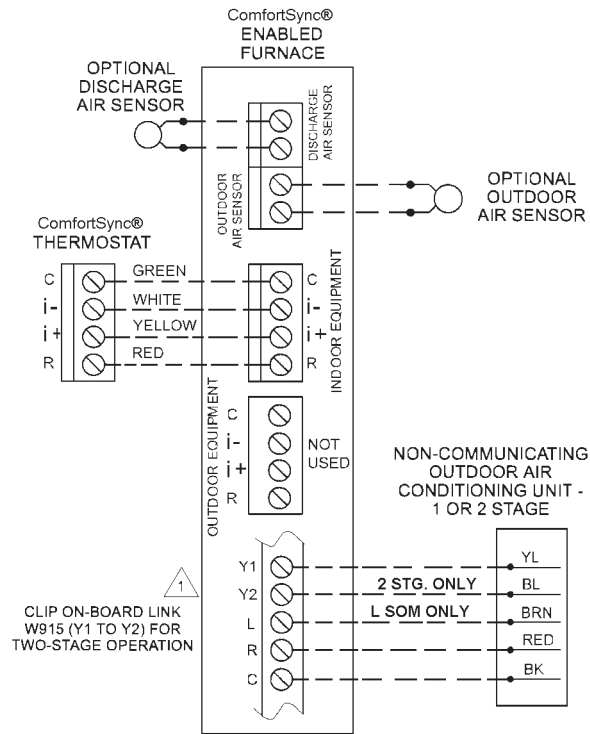 ComfortSync®
ENABLED
FURNACE
OPTIONAL
DISCHARGE
AIR SENSOR
DISCHARGE
AIR SENSOR
OUTDOOR
AIR SENSOR
OPTIONAL
OUTDOOR
AIR SENSOR
ComfortSync®
THERMOSTAT
C GREEN C
i- WHITE i-
i+ YELLOW i+
R RED R
INDOOR EQUIPMENT
OUTDOOR EQUIPMENT
C
i-
i+
R
NOT
USED
NON-COMMUNICATING
OUTDOOR AIR
CONDITIONING UNIT -
1 OR 2 STAGE
1
CLIP ON-BOARD LINK
W915 (Y1 TO Y2) FOR
TWO-STAGE OPERATION
Y1 YL
Y2 2 STG. ONLY BL
L L SOM ONLY BRN
R RED
C BK